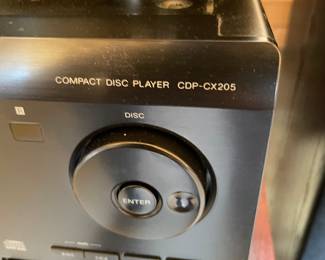 COMPACT DISC PLAYER CDP-CX205
DISC
ENTER